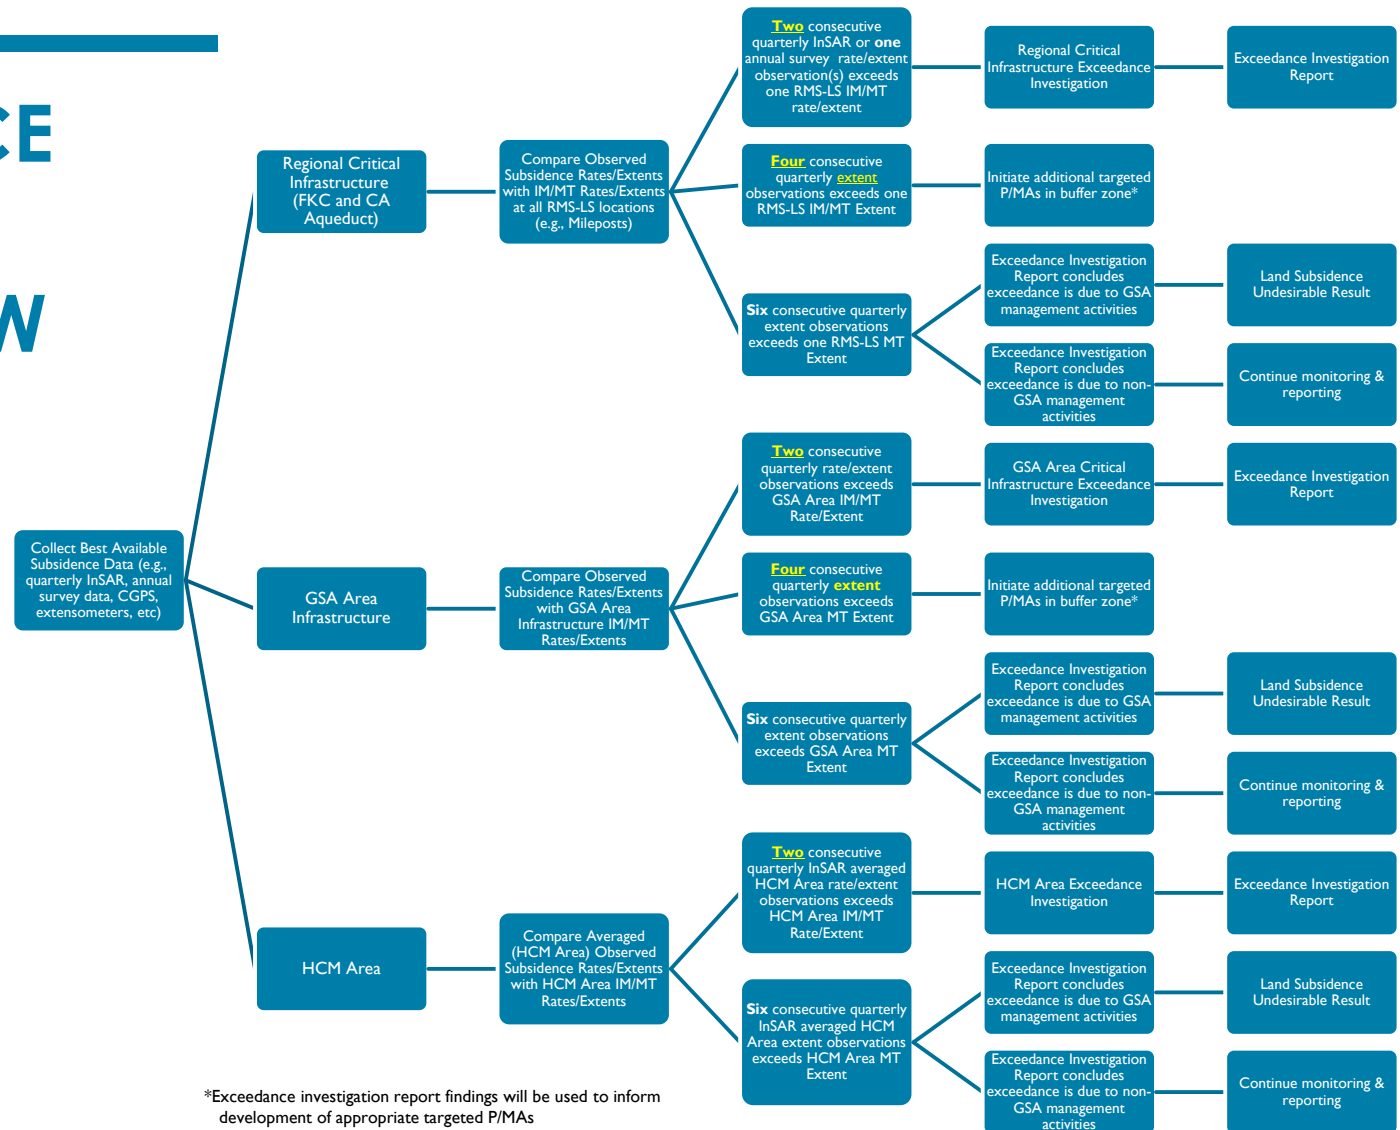 CE
W
Collect Best Available
Subsidence Data (e.g.,
quarterly InSAR, annual
survey data, CGPS,
extensometers, etc)
Regional Critical
Infrastructure
(FKC and CA
Aqueduct)
Compare Observed
Subsidence Rates/Extents
with IM/MT Rates/Extents
at all RMS-LS locations
(e.g., Mileposts)
Two consecutive
quarterly InSAR or one
annual survey rate/extent
observation(s) exceeds
one RMS-LS IM/MT
rate/extent
Regional Critical
Infrastructure Exceedance
Investigation
Exceedance Investigation
Report
Four consecutive
quarterly extent
observations exceeds one
RMS-LS IM/MT Extent
Initiate additional targeted
P/MAs in buffer zone*
Six consecutive quarterly
extent observations
exceeds one RMS-LS MT
Extent
Exceedance Investigation
Report concludes
exceedance is due to GSA
management activities
Land Subsidence
Undesirable Result
Exceedance Investigation
Report concludes
exceedance is due to non-
GSA management
activities
Continue monitoring &
reporting
GSA Area
Infrastructure
Compare Observed
Subsidence Rates/Extents
with GSA Area
Infrastructure IM/MT
Rates/Extents
Two consecutive
quarterly rate/extent
observations exceeds
GSA Area IM/MT
Rate/Extent
GSA Area Critical
Infrastructure Exceedance
Investigation
Exceedance Investigation
Report
Four consecutive
quarterly extent
observations exceeds
GSA Area MT Extent
Initiate additional targeted
P/MAs in buffer zone*
Six consecutive quarterly
extent observations
exceeds GSA Area MT
Extent
Exceedance Investigation
Report concludes
exceedance is due to GSA
management activities
Land Subsidence
Undesirable Result
Exceedance Investigation
Report concludes
exceedance is due to non-
GSA management
activities
Continue monitoring &
reporting
HCM Area
Compare Averaged
(HCM Area) Observed
Subsidence Rates/Extents
with HCM Area IM/MT
Rates/Extents
Two consecutive
quarterly InSAR averaged
HCM Area rate/extent
observations exceeds
HCM Area IM/MT
Rate/Extent
HCM Area Exceedance
Investigation
Exceedance Investigation
Report
Six consecutive quarterly
InSAR averaged HCM
Area extent observations
exceeds HCM Area MT
Extent
Exceedance Investigation
Report concludes
exceedance is due to GSA
management activities
Land Subsidence
Undesirable Result
Exceedance Investigation
Report concludes
exceedance is due to non-
GSA management
activities
Continue monitoring &
reporting
*Exceedance investigation report findings will be used to inform
development of appropriate targeted P/MAs